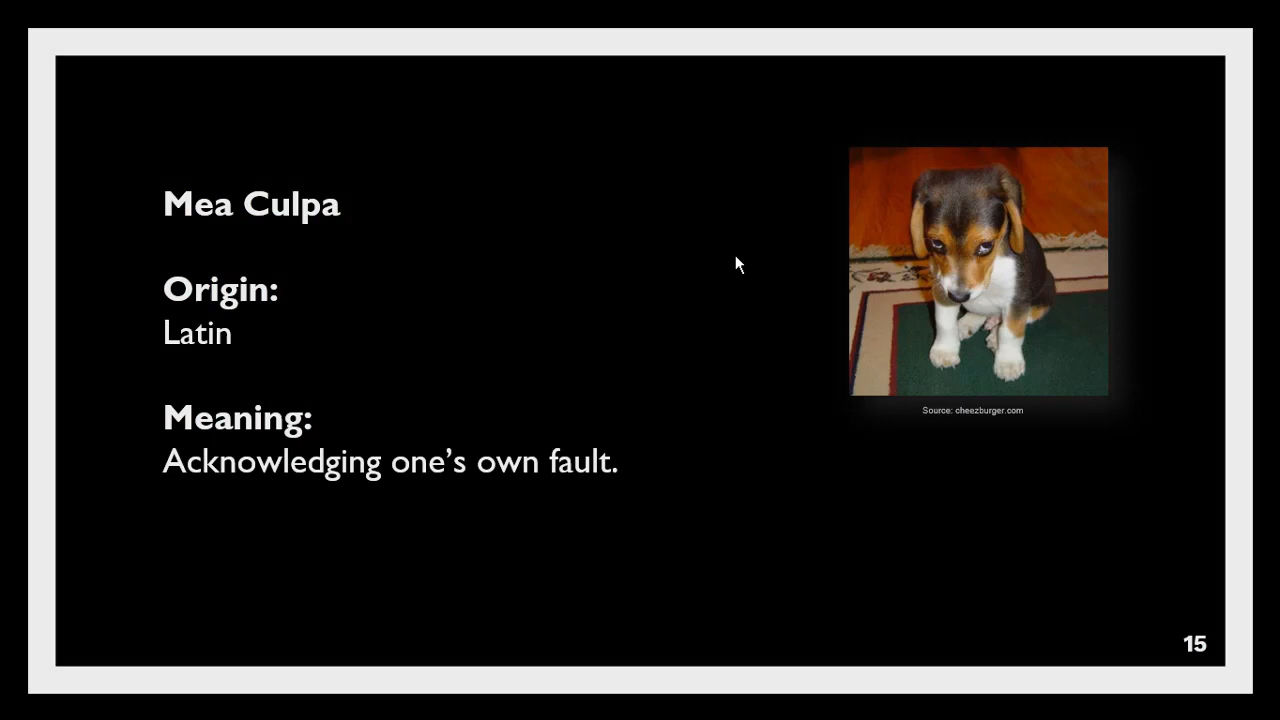 Mea Culpa
Origin:
Latin
Meaning:
Acknowledging one’s own fault.
Source: cheezburger.com
15